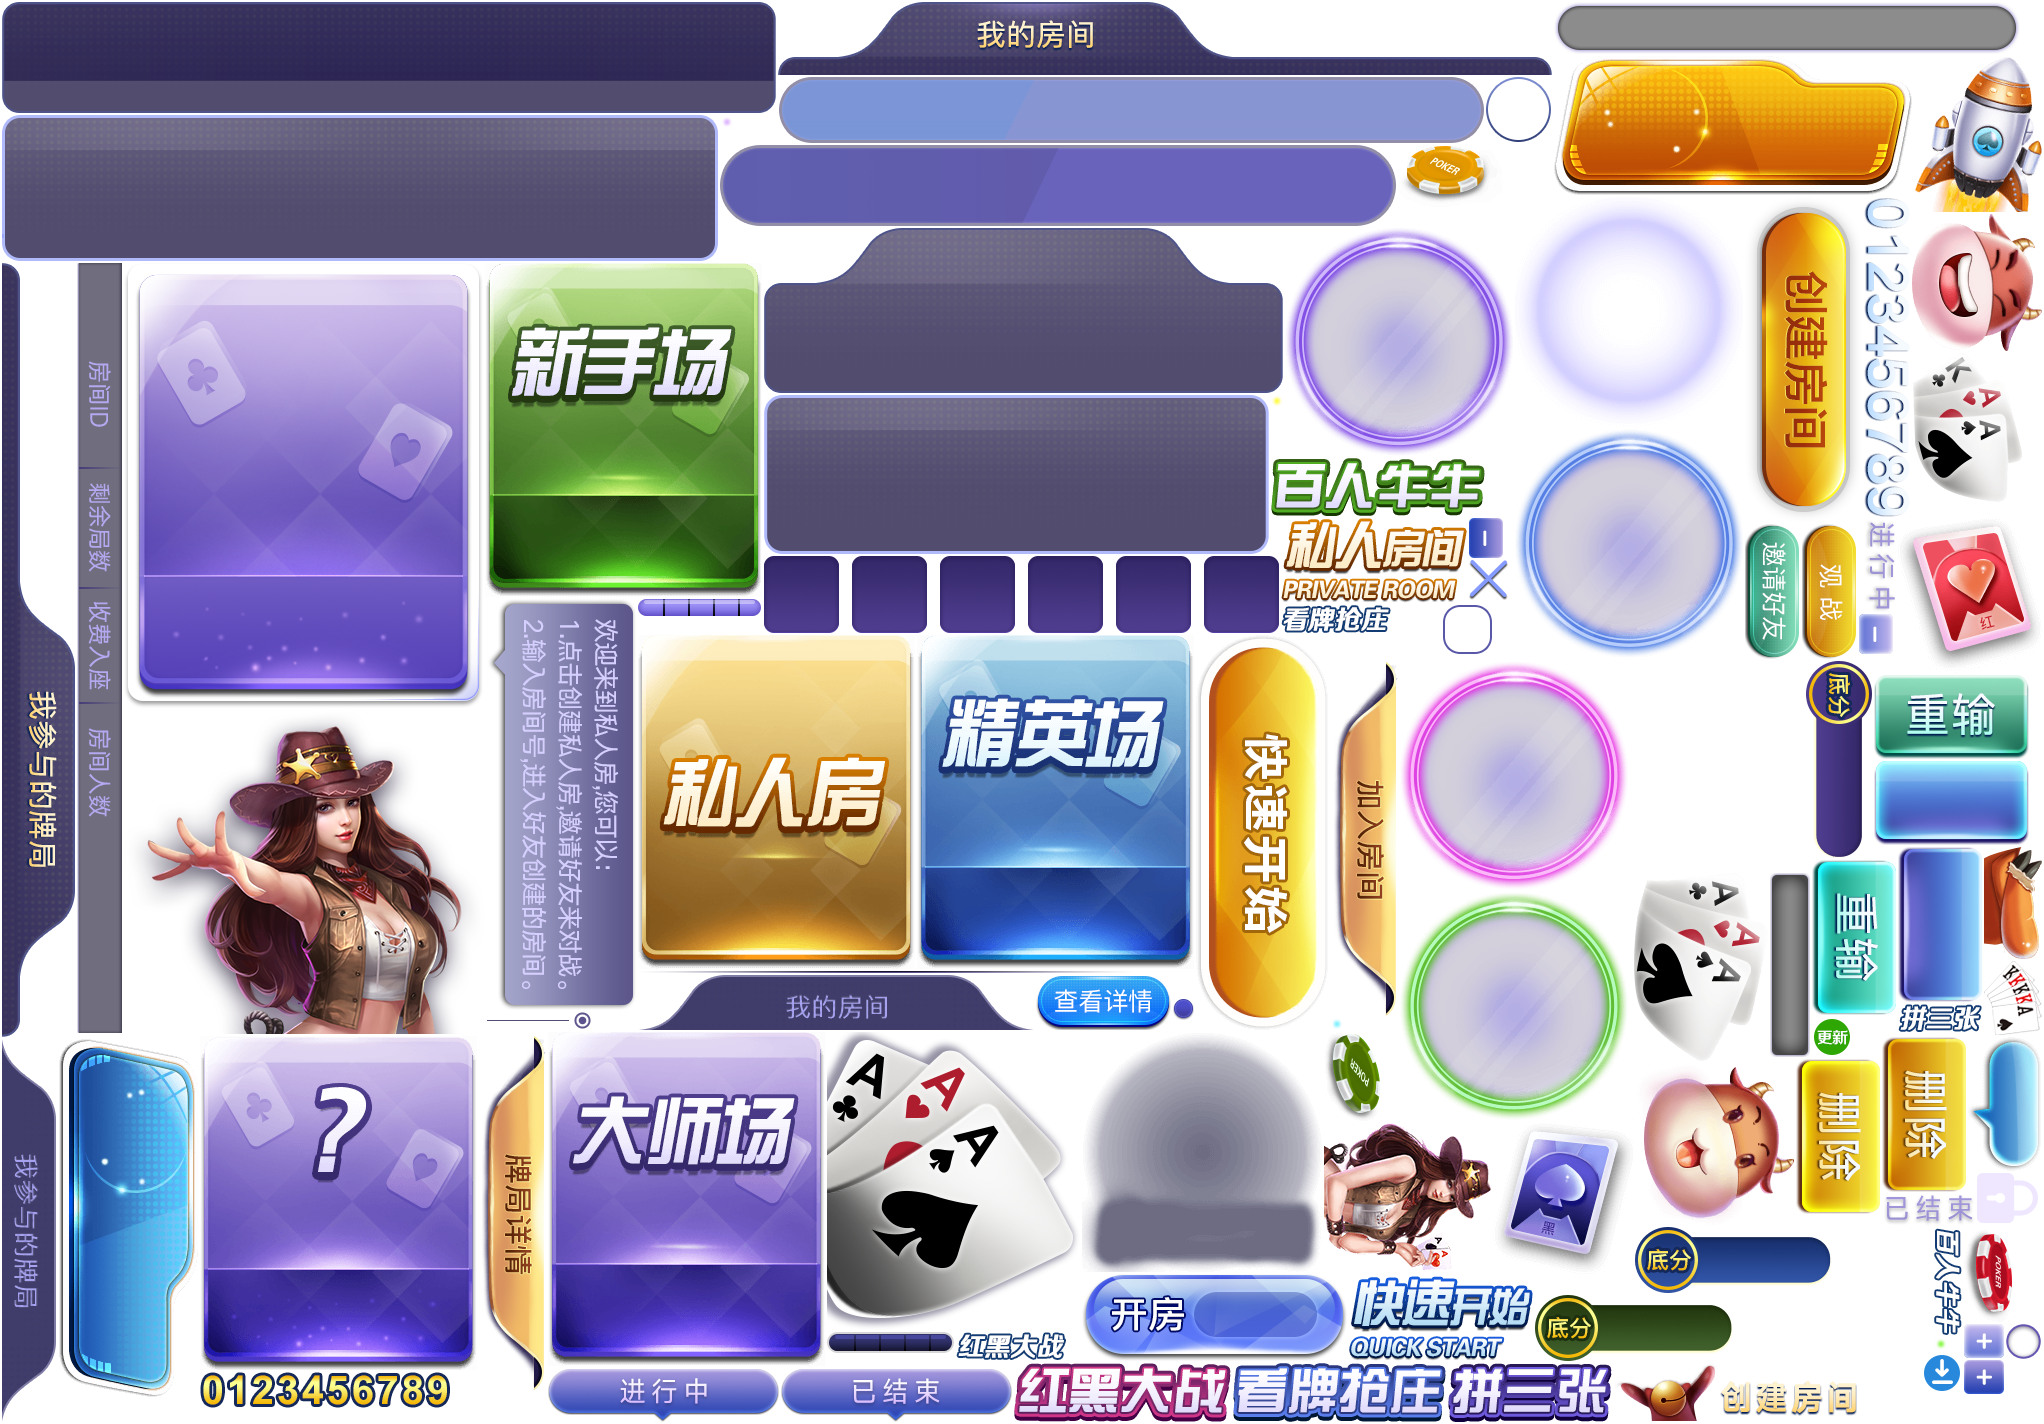 我的房间
POKER
新手场
创建房间
0123456789
K
A
A
房间ID
剩余局数
收费入座
房间人数
我参与的牌局
百人牛牛
私人房间
PRIVATE ROOM
看牌抢庄
邀请好友
观战
进行中
红
欢迎来到私人房,您可以:
1.点击创建私人房,邀请好友来对战。
2.输入房间号,进入好友创建的房间。
私人房
精英场
快速开始
加入房间
底分
重输
重输
A
A
A
拼三张
KKKKA
更新
我的房间
查看详情
我参与的牌局
?
牌局详情
大师场
A
A
A
POKER
黑
删除
删除
已结束
底分
百人牛牛
POKER
开房
快速开始
QUICK START
底分
红黑大战
0123456789
进行中
已结束
红黑大战
看牌抢庄
拼三张
创建房间